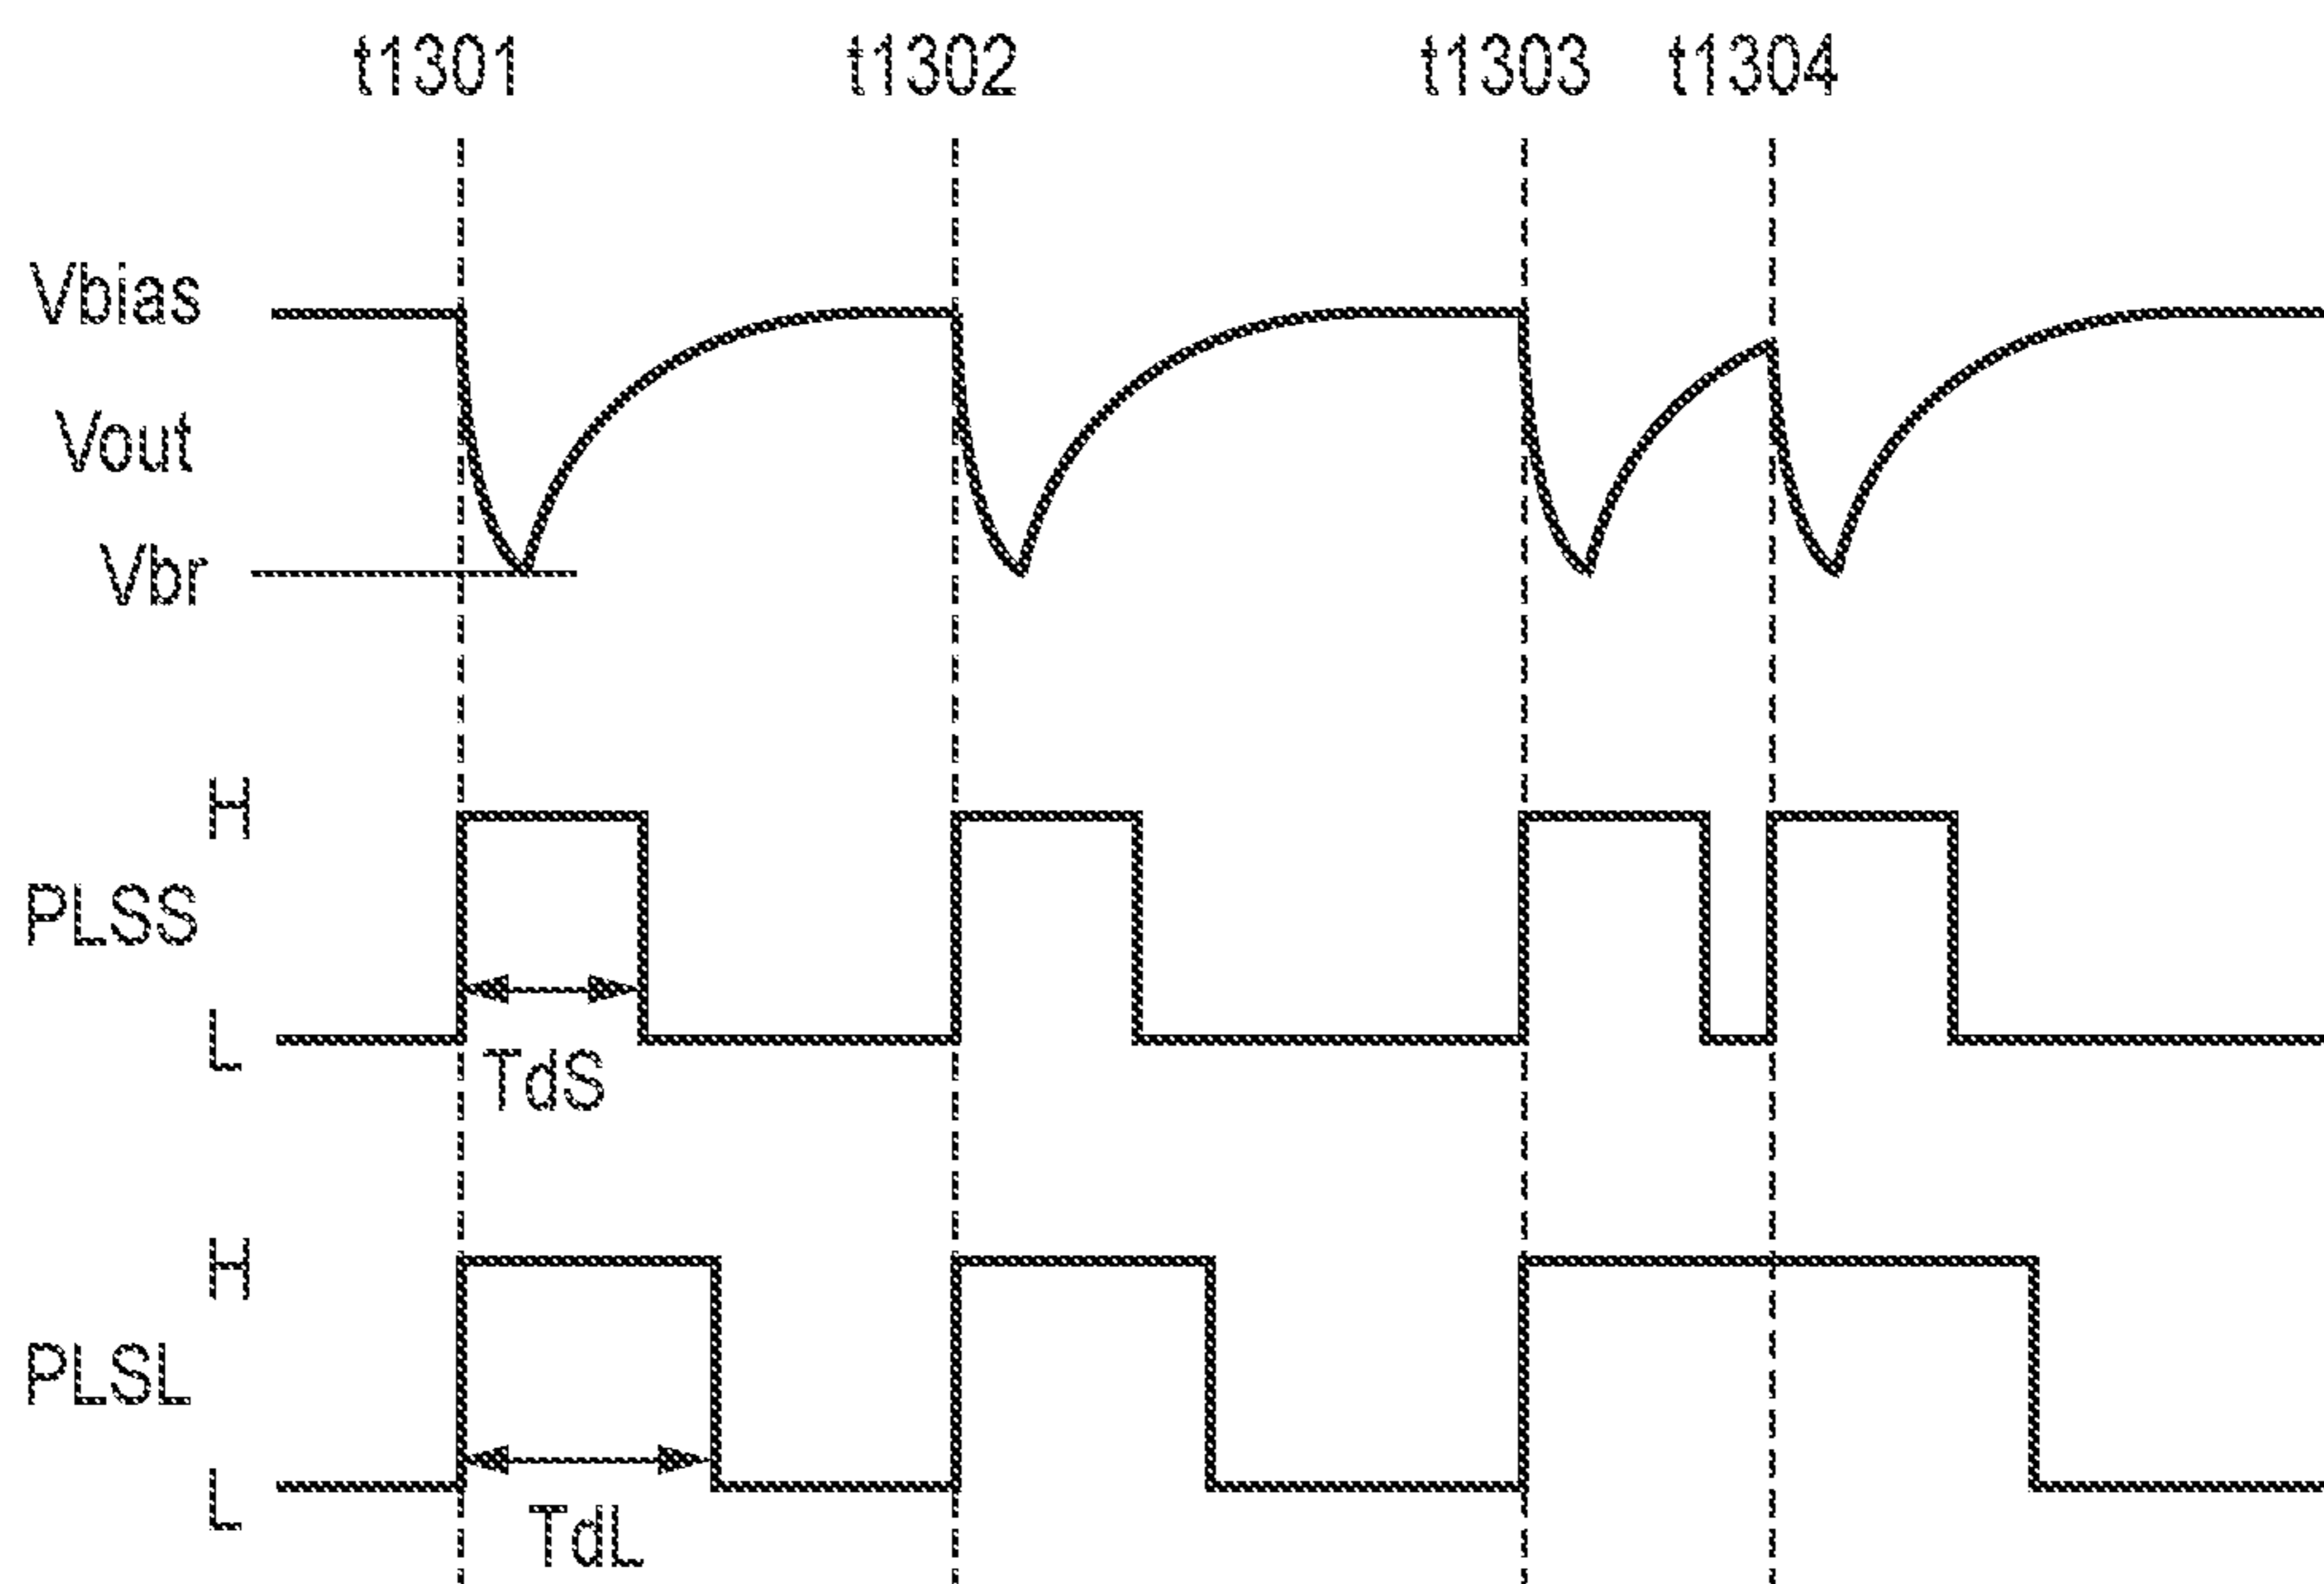 t1301 t1302 t1303 t1304
Vbias
Vout
Vbr
H
PLSS
L
TdS
H
PLSL
L
TdL